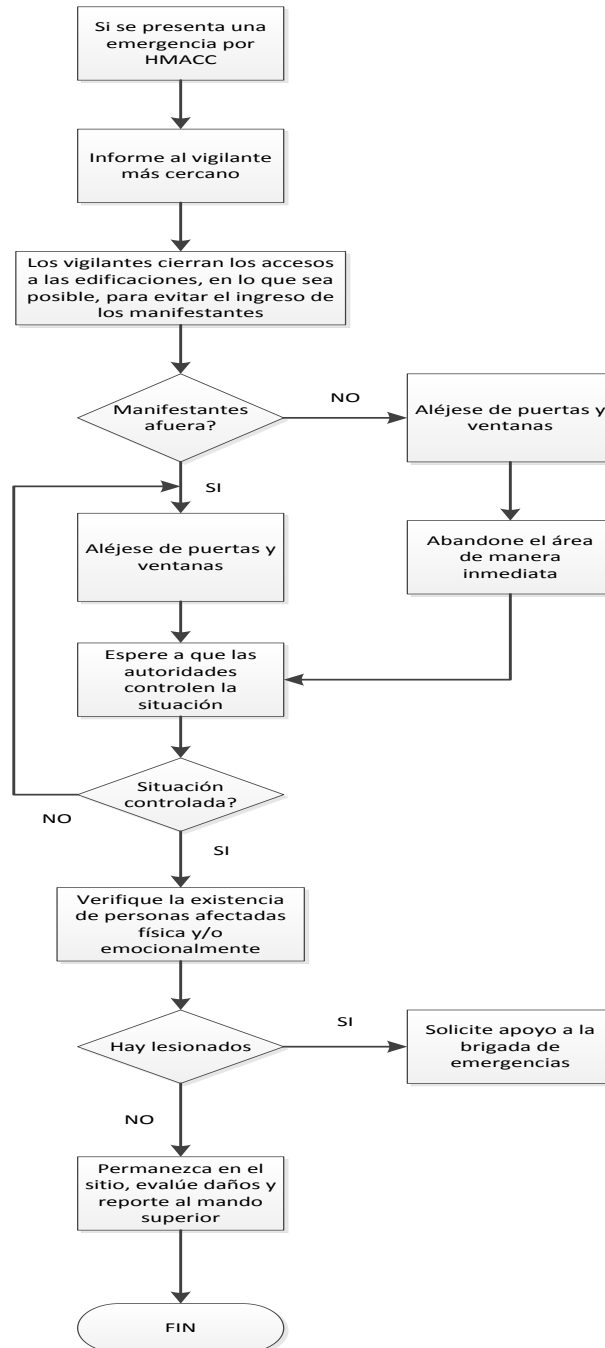 Si se presenta una
emergencia por
HMACC
Informe al vigilante
más cercano
Los vigilantes cierran los accesos
a las edificaciones, en lo que sea
posible, para evitar el ingreso de
los manifestantes
Manifestantes
afuera?
NO
Aléjese de puertas y
ventanas
SI
Aléjese de puertas y
ventanas
Abandone el área
de manera
inmediata
Espere a que las
autoridades
controlen la
situación
Situación
controlada?
NO
SI
Verifique la existencia
de personas afectadas
física y/o
emocionalmente
Hay lesionados
SI
Solicite apoyo a la
brigada de
emergencias
NO
Permanezca en el
sitio, evalúe daños y
reporte al mando
superior
FIN